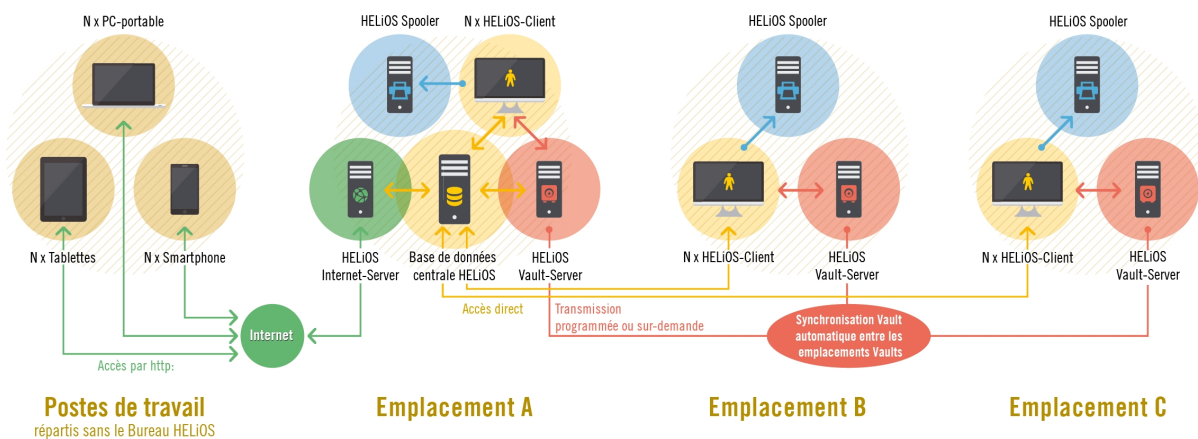 N x PC-portable
HELiOS Spooler
N x HELiOS-Client
HELiOS Spooler
HELiOS Spooler
N x Tablettes
N x Smartphone
HELiOS
Internet-Server
Base de données
centrale HELiOS
HELiOS
Vault-Server
N x HELiOS-Client
HELiOS
Vault-Server
N x HELiOS-Client
HELiOS
Vault-Server
Internet
Accès par http:
Accès direct
Transmission
programmée ou sur-demande
Synchronisation Vault
automatique entre les
emplacements Vaults
Postes de travail
répartis sans le Bureau HELiOS
Emplacement A
Emplacement B
Emplacement C